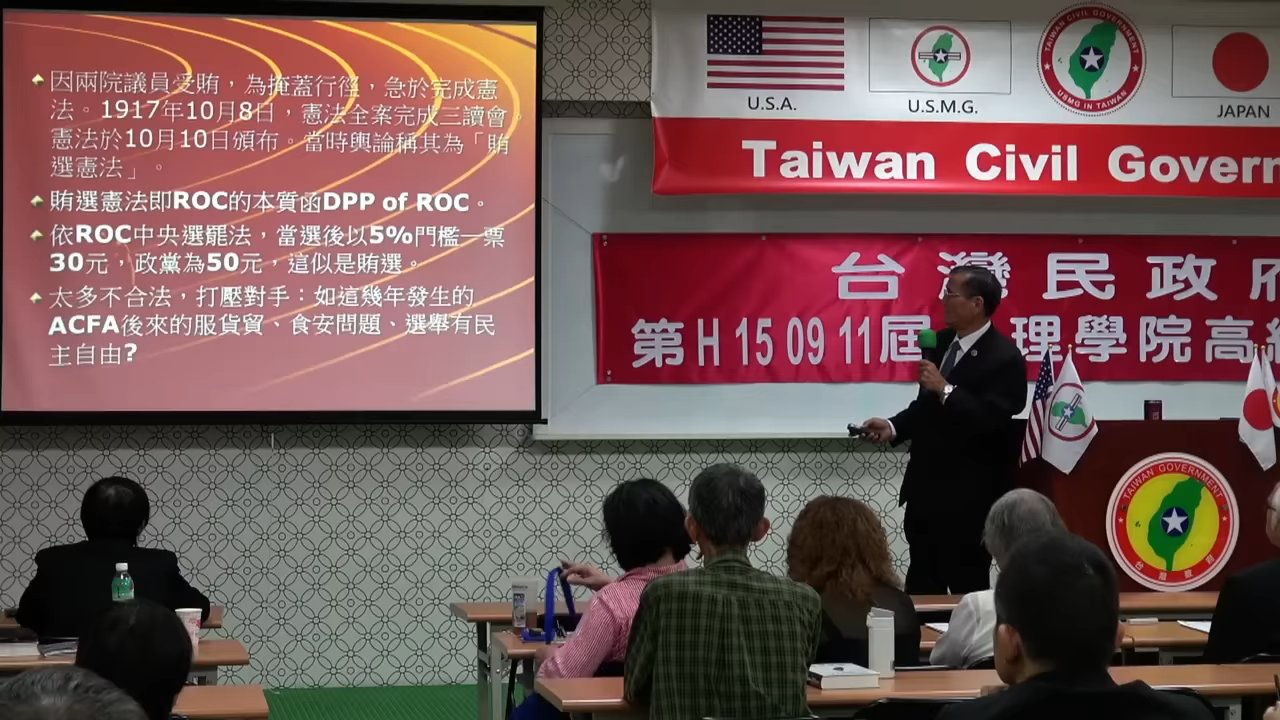 因兩院議員受賄，為掩蓋行徑，急於完成憲
法。1917年10月8日，憲法全案完成三讀會。
憲法於10月10日頒布。當時輿論稱其為「賄
選憲法」。
賄選憲法即ROC的本質函DPP of ROC。
依ROC中央選罷法，當選後以5%門檻一票
30元，政黨為50元，這似是賄選。
太多不合法，打壓對手：如這幾年發生的
ACFA後來的服貨貿、食安問題、選舉有民
主自由?
U.S.A.
U.S.M.G.
TAIWAN CIVIL GOVERNMENT
USMG IN TAIWAN
JAPAN
Taiwan Civil Govern
台灣民政府
第H 15 09 11屆 理學院高
TAIWAN GOVERNMENT